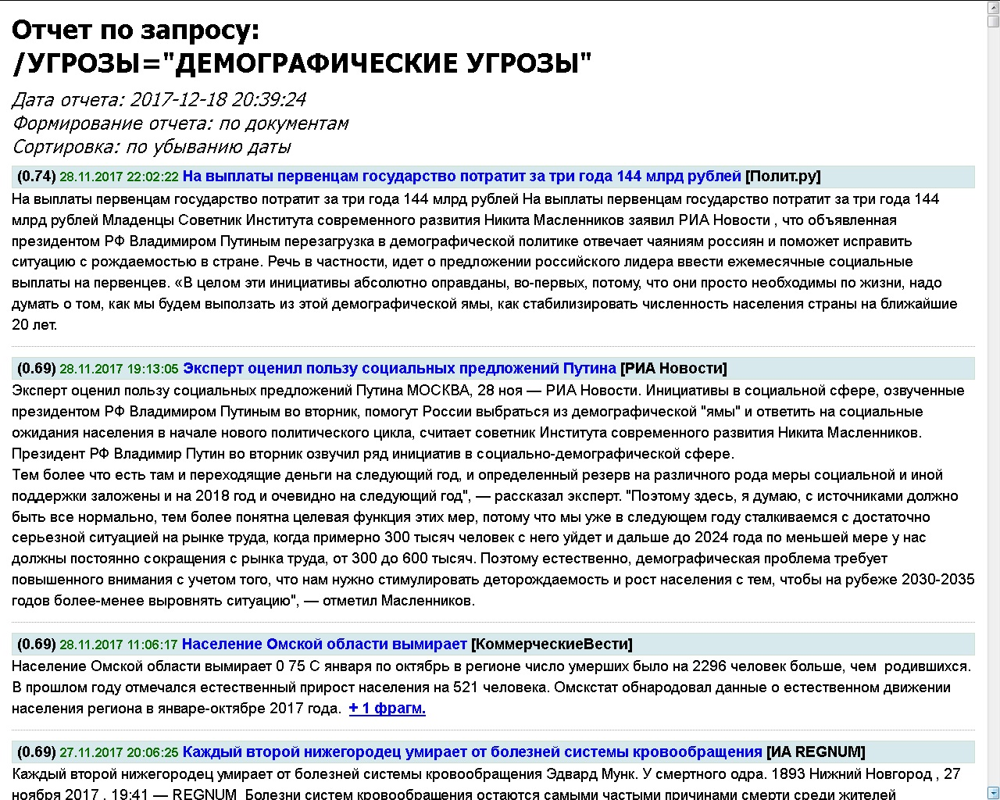 Отчет по запросу:
/УГРОЗЫ="ДЕМОГРАФИЧЕСКИЕ УГРОЗЫ"
Дата отчета: 2017-12-18 20:39:24
Формирование отчета: по документам
Сортировка: по убыванию даты
(0.74) 28.11.2017 22:02:22 На выплаты первенцам государство потратит за три года 144 млрд рублей [Полит.ру]
На выплаты первенцам государство потратит за три года 144 млрд рублей На выплаты первенцам государство потратит за три года 144
млрд рублей Младенцы Советник Института современного развития Никита Масленников заявил РИА Новости , что объявленная
президентом РФ Владимиром Путиным перезагрузка в демографической политике отвечает чаяниям россиян и поможет исправить
ситуацию с рождаемостью в стране. Речь в частности, идет о предложении российского лидера ввести ежемесячные социальные
выплаты на первенцев. «В целом эти инициативы абсолютно оправданы, во-первых, потому, что они просто необходимы по жизни, надо
думать о том, как мы будем выползать из этой демографической ямы, как стабилизировать численность населения страны на ближайшие
20 лет.
(0.69) 28.11.2017 19:13:05 Эксперт оценил пользу социальных предложений Путина [РИА Новости]
Эксперт оценил пользу социальных предложений Путина МОСКВА, 28 ноя — РИА Новости. Инициативы в социальной сфере, озвученные
президентом РФ Владимиром Путиным во вторник, помогут России выбраться из демографической "ямы" и ответить на социальные
ожидания населения в начале нового политического цикла, считает советник Института современного развития Никита Масленников.
Президент РФ Владимир Путин во вторник озвучил ряд инициатив в социально-демографической сфере.
Тем более что есть там и переходящие деньги на следующий год, и определенный резерв на различного рода меры социальной и иной
поддержки заложены и на 2018 год и очевидно на следующий год", — рассказал эксперт. "Поэтому здесь, я думаю, с источниками должно
быть все нормально, тем более понятна целевая функция этих мер, потому что мы уже в следующем году сталкиваемся с достаточно
серьезной ситуацией на рынке труда, когда примерно 300 тысяч человек с него уйдет и дальше до 2024 года по меньшей мере у нас
должны постоянно сокращения с рынка труда, от 300 до 600 тысяч. Поэтому естественно, демографическая проблема требует
повышенного внимания с учетом того, что нам нужно стимулировать деторождаемость и рост населения с тем, чтобы на рубеже 2030-2035
годов более-менее выровнять ситуацию", — отметил Масленников.
(0.69) 28.11.2017 11:06:17 Население Омской области вымирает [КоммерческиеВести]
Население Омской области вымирает 0 75 С января по октябрь в регионе число умерших было на 2296 человек больше, чем  родившихся.
В прошлом году отмечался естественный прирост населения на 521 человека. Омскстат обнародовал данные о естественном движении
населения региона в январе-октябре 2017 года.  + 1 фрагм.
(0.69) 27.11.2017 20:06:25 Каждый второй нижегородец умирает от болезней системы кровообращения [ИА REGNUM]
Каждый второй нижегородец умирает от болезней системы кровообращения Эдвард Мунк. У смертного одра. 1893 Нижний Новгород , 27
ноября 2017 , 19:41 — REGNUM  Болезни систем кровообращения остаются самыми частыми причинами смерти среди жителей